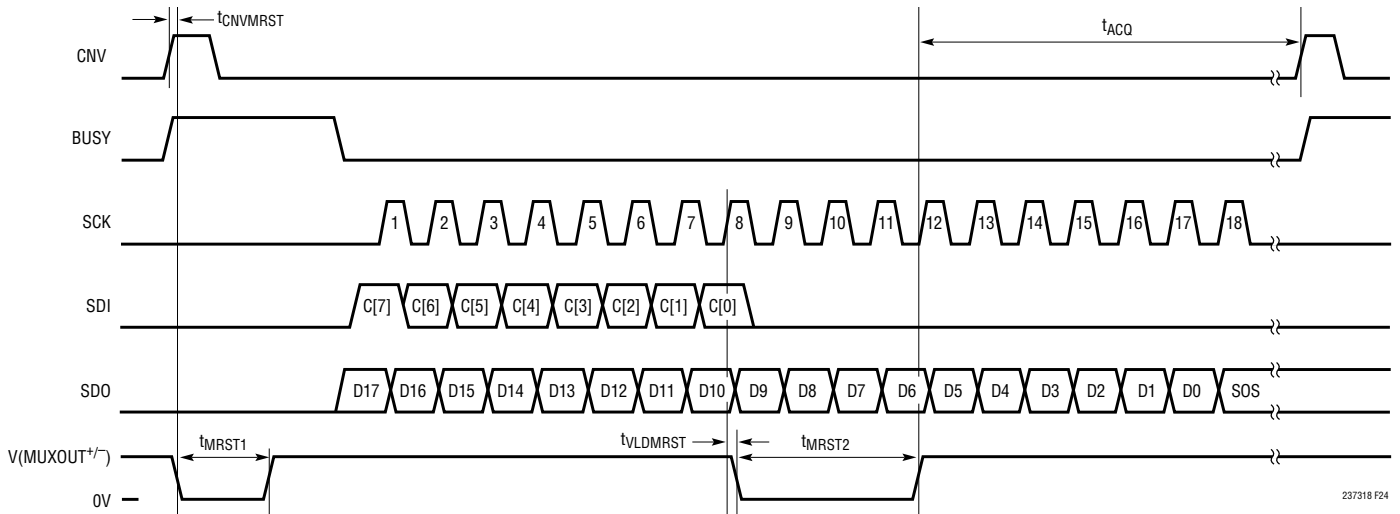 tCNVMRST
tACQ
CNV
BUSY
SCK
1 2 3 4 5 6 7 8 9 10 11 12 13 14 15 16 17 18
SDI
C[7] C[6] C[5] C[4] C[3] C[2] C[1] C[0]
SDO
D17 D16 D15 D14 D13 D12 D11 D10 D9 D8 D7 D6 D5 D4 D3 D2 D1 D0 SOS
tMRST1 tVLDMRST tMRST2
V(MUXOUT+/–)
0V
237318 F24